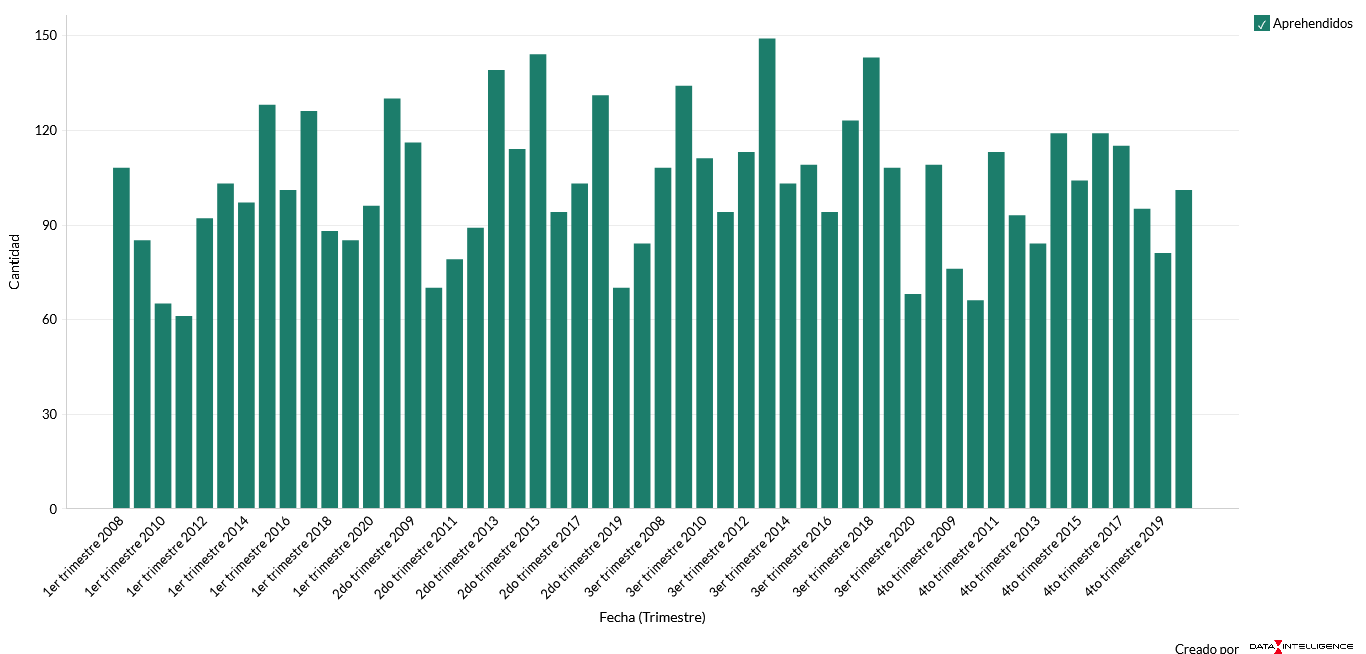 ✓ Aprehendidos
150
120
90
60
30
0
Cantidad
1er trimestre 2008
1er trimestre 2010
1er trimestre 2012
1er trimestre 2014
1er trimestre 2016
1er trimestre 2018
1er trimestre 2020
2do trimestre 2009
2do trimestre 2011
2do trimestre 2013
2do trimestre 2015
2do trimestre 2017
2do trimestre 2019
3er trimestre 2008
3er trimestre 2010
3er trimestre 2012
3er trimestre 2014
3er trimestre 2016
3er trimestre 2018
3er trimestre 2020
4to trimestre 2009
4to trimestre 2011
4to trimestre 2013
4to trimestre 2015
4to trimestre 2017
4to trimestre 2019
Fecha (Trimestre)
Creado por DATA INTELLIGENCE